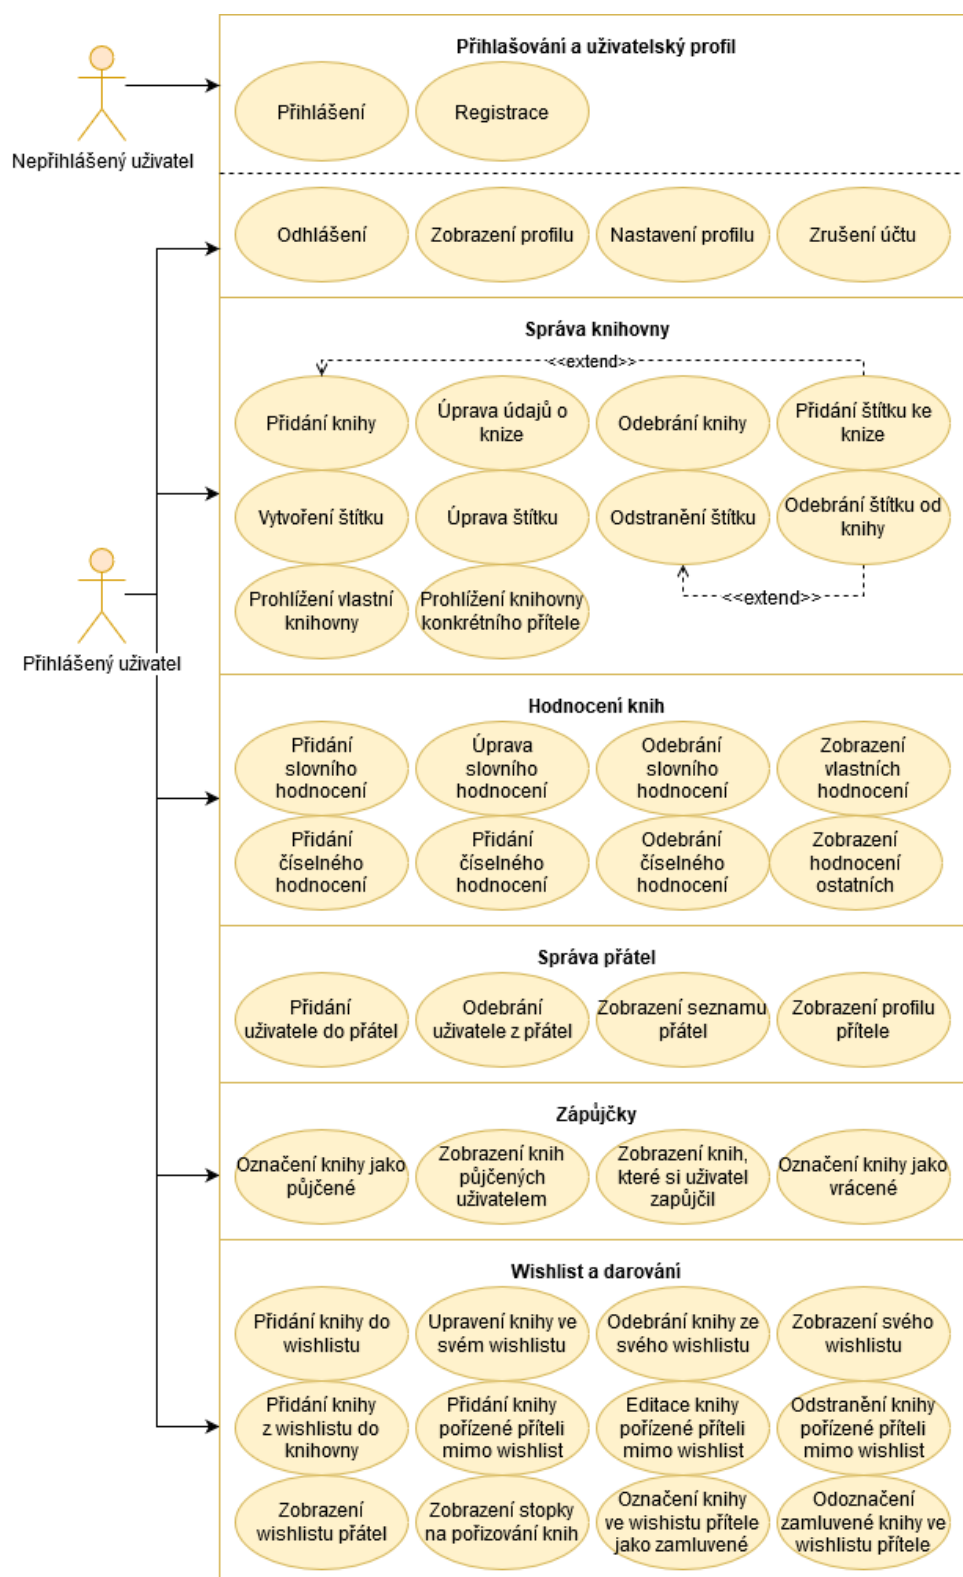 Přihlašování a uživatelský profil
Přihlášení
Registrace
Nepřihlášený uživatel
Odhlášení
Zobrazení profilu
Nastavení profilu
Zrušení účtu
Správa knihovny
<<extend>>
Přidání knihy
Úprava údajů o
knize
Odebrání knihy
Přidání štítku ke
knize
Vytvoření štítku
Úprava štítku
Odstranění štítku
Odebrání štítku od
knihy
Prohlížení vlastní
knihovny
Prohlížení knihovny
konkrétního přítele
<<extend>>
Přihlášený uživatel
Hodnocení knih
Přidání
slovního
hodnocení
Úprava
slovního
hodnocení
Odebrání
slovního
hodnocení
Zobrazení
vlastních
hodnocení
Přidání
číselného
hodnocení
Přidání
číselného
hodnocení
Odebrání
číselného
hodnocení
Zobrazení
hodnocení
ostatních
Správa přátel
Přidání
uživatele do přátel
Odebrání
uživatele z přátel
Zobrazení seznamu
přátel
Zobrazení profilu
přítele
Zápůjčky
Označení knihy jako
půjčené
Zobrazení knih
půjčených
uživatelem
Zobrazení knih,
které si uživatel
zapůjčil
Označení knihy jako
vrácené
Wishlist a darování
Přidání knihy do
wishlistu
Upravení knihy ve
svém wishlistu
Odebrání knihy ze
svého wishlistu
Zobrazení svého
wishlistu
Přidání knihy
z wishlistu do
knihovny
Přidání knihy
pořízené příteli
mimo wishlist
Editace knihy
pořízené příteli
mimo wishlist
Odstranění knihy
pořízené příteli
mimo wishlist
Zobrazení
wishlistu přátel
Zobrazení stopky
na pořizování knih
Označení knihy
ve wishistu přítele
jako zamluvené
Odoznačení
zamluvené knihy ve
wishlistu přítele